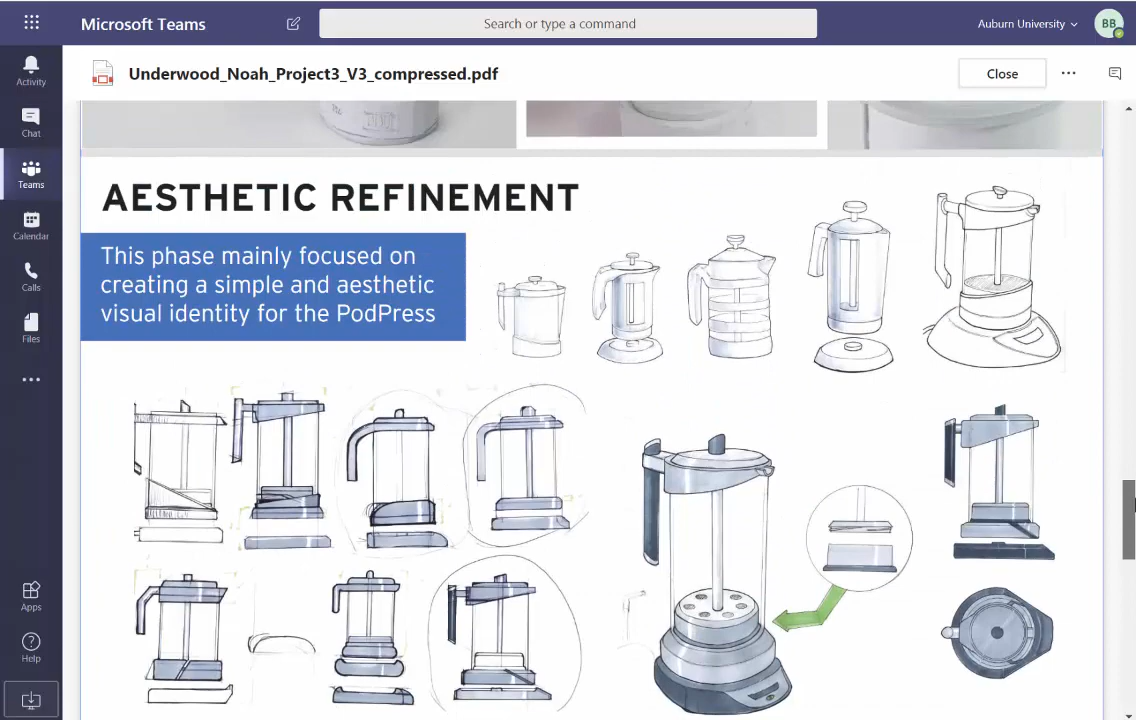 Microsoft Teams
Search or type a command
Auburn University
BB
Activity
Chat
Teams
Calendar
Calls
Files
Apps
Help
Underwood_Noah_Project3_V3_compressed.pdf
Close
AESTHETIC REFINEMENT
This phase mainly focused on
creating a simple and aesthetic
visual identity for the PodPress